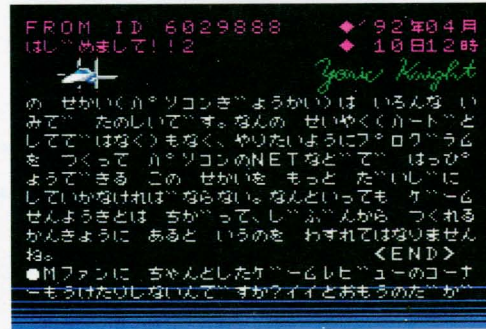 FROM ID 6029888 ◆'92年04月
はし゛めまして!!2 ◆ 10日12時
Yonic Knight
の せかい(ハ゜ソコンき゛ょうかい)は いろんな い
みて゛ たのしいて゛す。なんの せいやく(ハート゛と
してて゛はなく)もなく、やりたいようにフ゜ロク゛ラム
を つくって ハ゜ソコンのNETなと゛て゛ はっひ゜
ょうて゛きる この せかいを もっと た゛いし゛に
していかなけれは゛ならない。なんといっても ケ゛ーム
せんようきとは ちか゛って、し゛ふ゛んから つくれる
かんきょうに あると いうのを わすれてはなりません
ね。 <END>
●Mファンに ちゃんとしたケ゛ームレヒ゛ューのコーナ
ーもうけたりしないんて゛すか?イイとおもうのた゛か゛